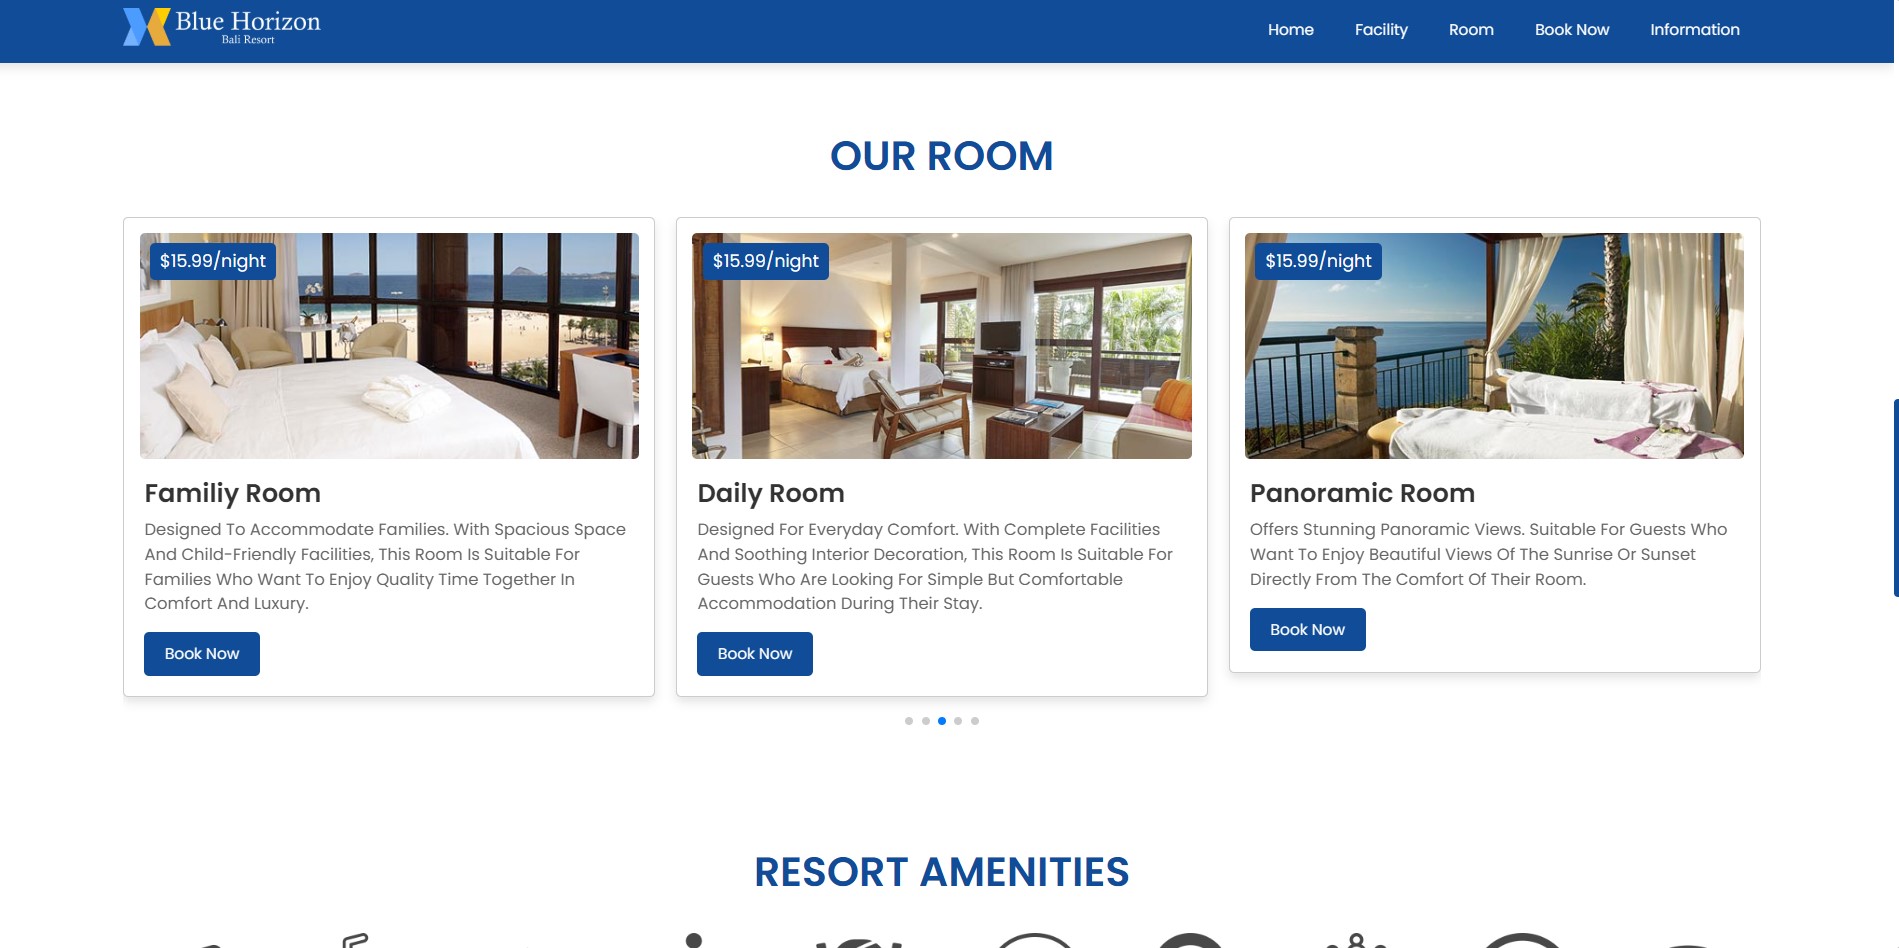 Blue Horizon
Bali Resort
Home
Facility
Room
Book Now
Information
OUR ROOM
$15.99/night
$15.99/night
$15.99/night
Familiy Room
Designed To Accommodate Families. With Spacious Space
And Child-Friendly Facilities, This Room Is Suitable For
Families Who Want To Enjoy Quality Time Together In
Comfort And Luxury.
Book Now
Daily Room
Designed For Everyday Comfort. With Complete Facilities
And Soothing Interior Decoration, This Room Is Suitable For
Guests Who Are Looking For Simple But Comfortable
Accommodation During Their Stay.
Book Now
Panoramic Room
Offers Stunning Panoramic Views. Suitable For Guests Who
Want To Enjoy Beautiful Views Of The Sunrise Or Sunset
Directly From The Comfort Of Their Room.
Book Now
RESORT AMENITIES